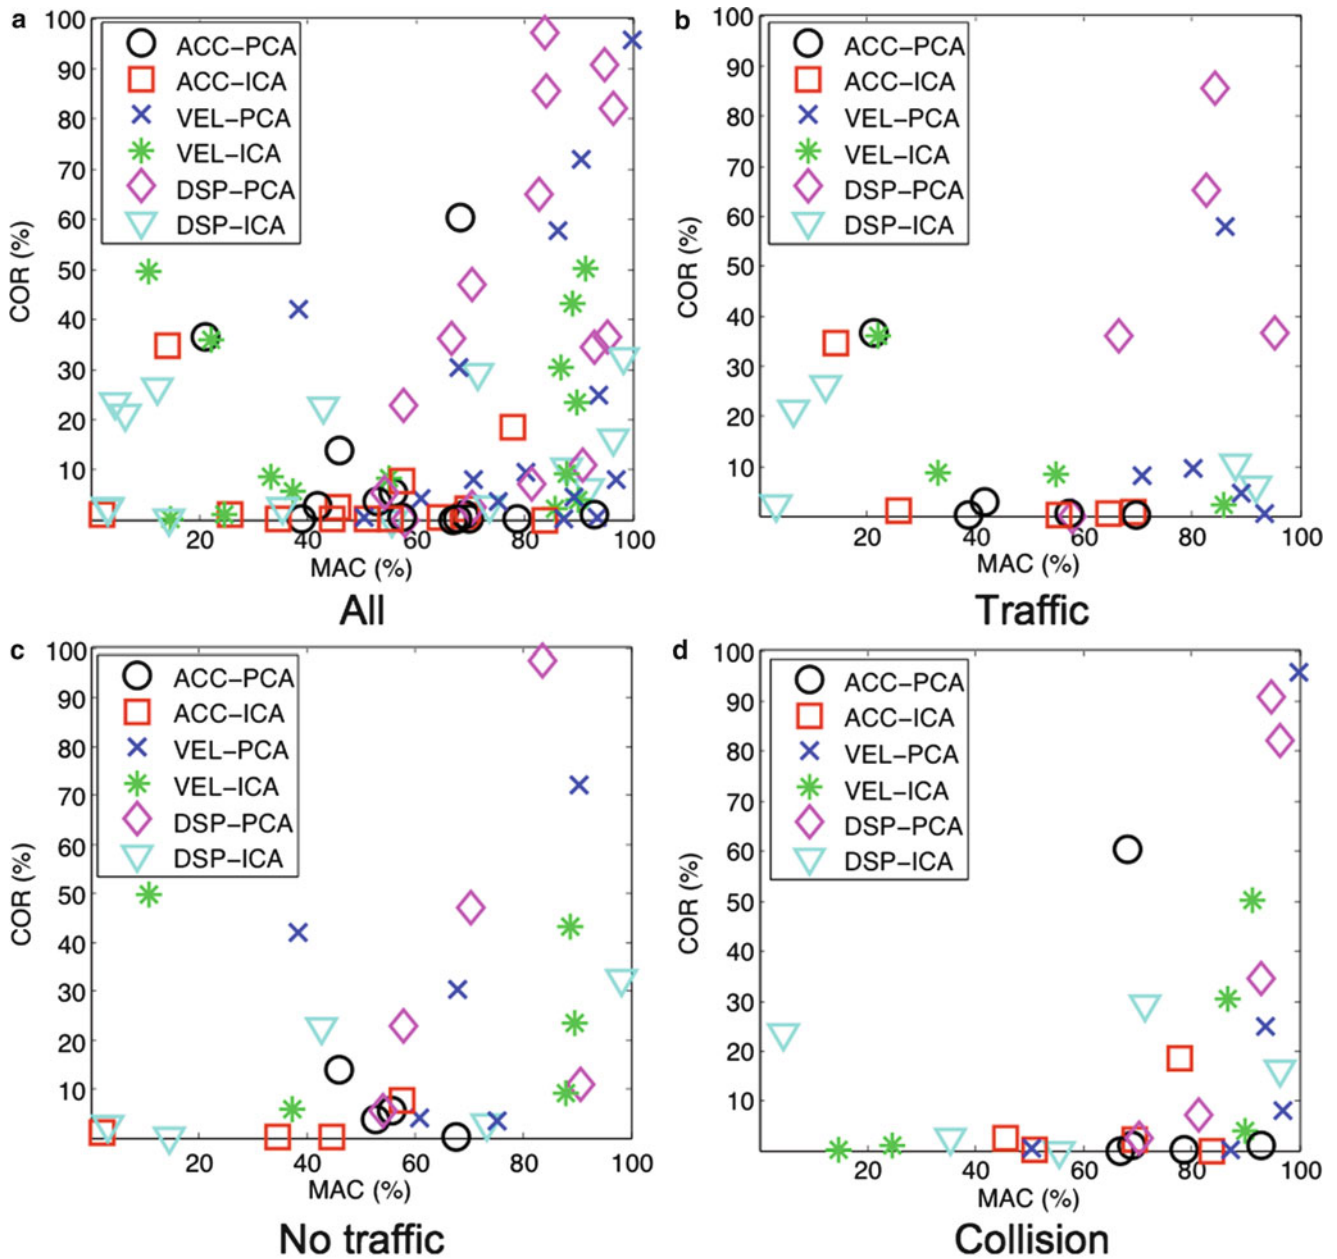 a
100
90
80
70
60
50
40
30
20
10
COR (%)
ACC-PCA
ACC-ICA
VEL-PCA
VEL-ICA
DSP-PCA
DSP-ICA
20 40 60 80 100
MAC (%)
All
b
100
90
80
70
60
50
40
30
20
10
COR (%)
ACC-PCA
ACC-ICA
VEL-PCA
VEL-ICA
DSP-PCA
DSP-ICA
20 40 60 80 100
MAC (%)
Traffic
c
100
90
80
70
60
50
40
30
20
10
COR (%)
ACC-PCA
ACC-ICA
VEL-PCA
VEL-ICA
DSP-PCA
DSP-ICA
20 40 60 80 100
MAC (%)
No traffic
d
100
90
80
70
60
50
40
30
20
10
COR (%)
ACC-PCA
ACC-ICA
VEL-PCA
VEL-ICA
DSP-PCA
DSP-ICA
20 40 60 80 100
MAC (%)
Collision